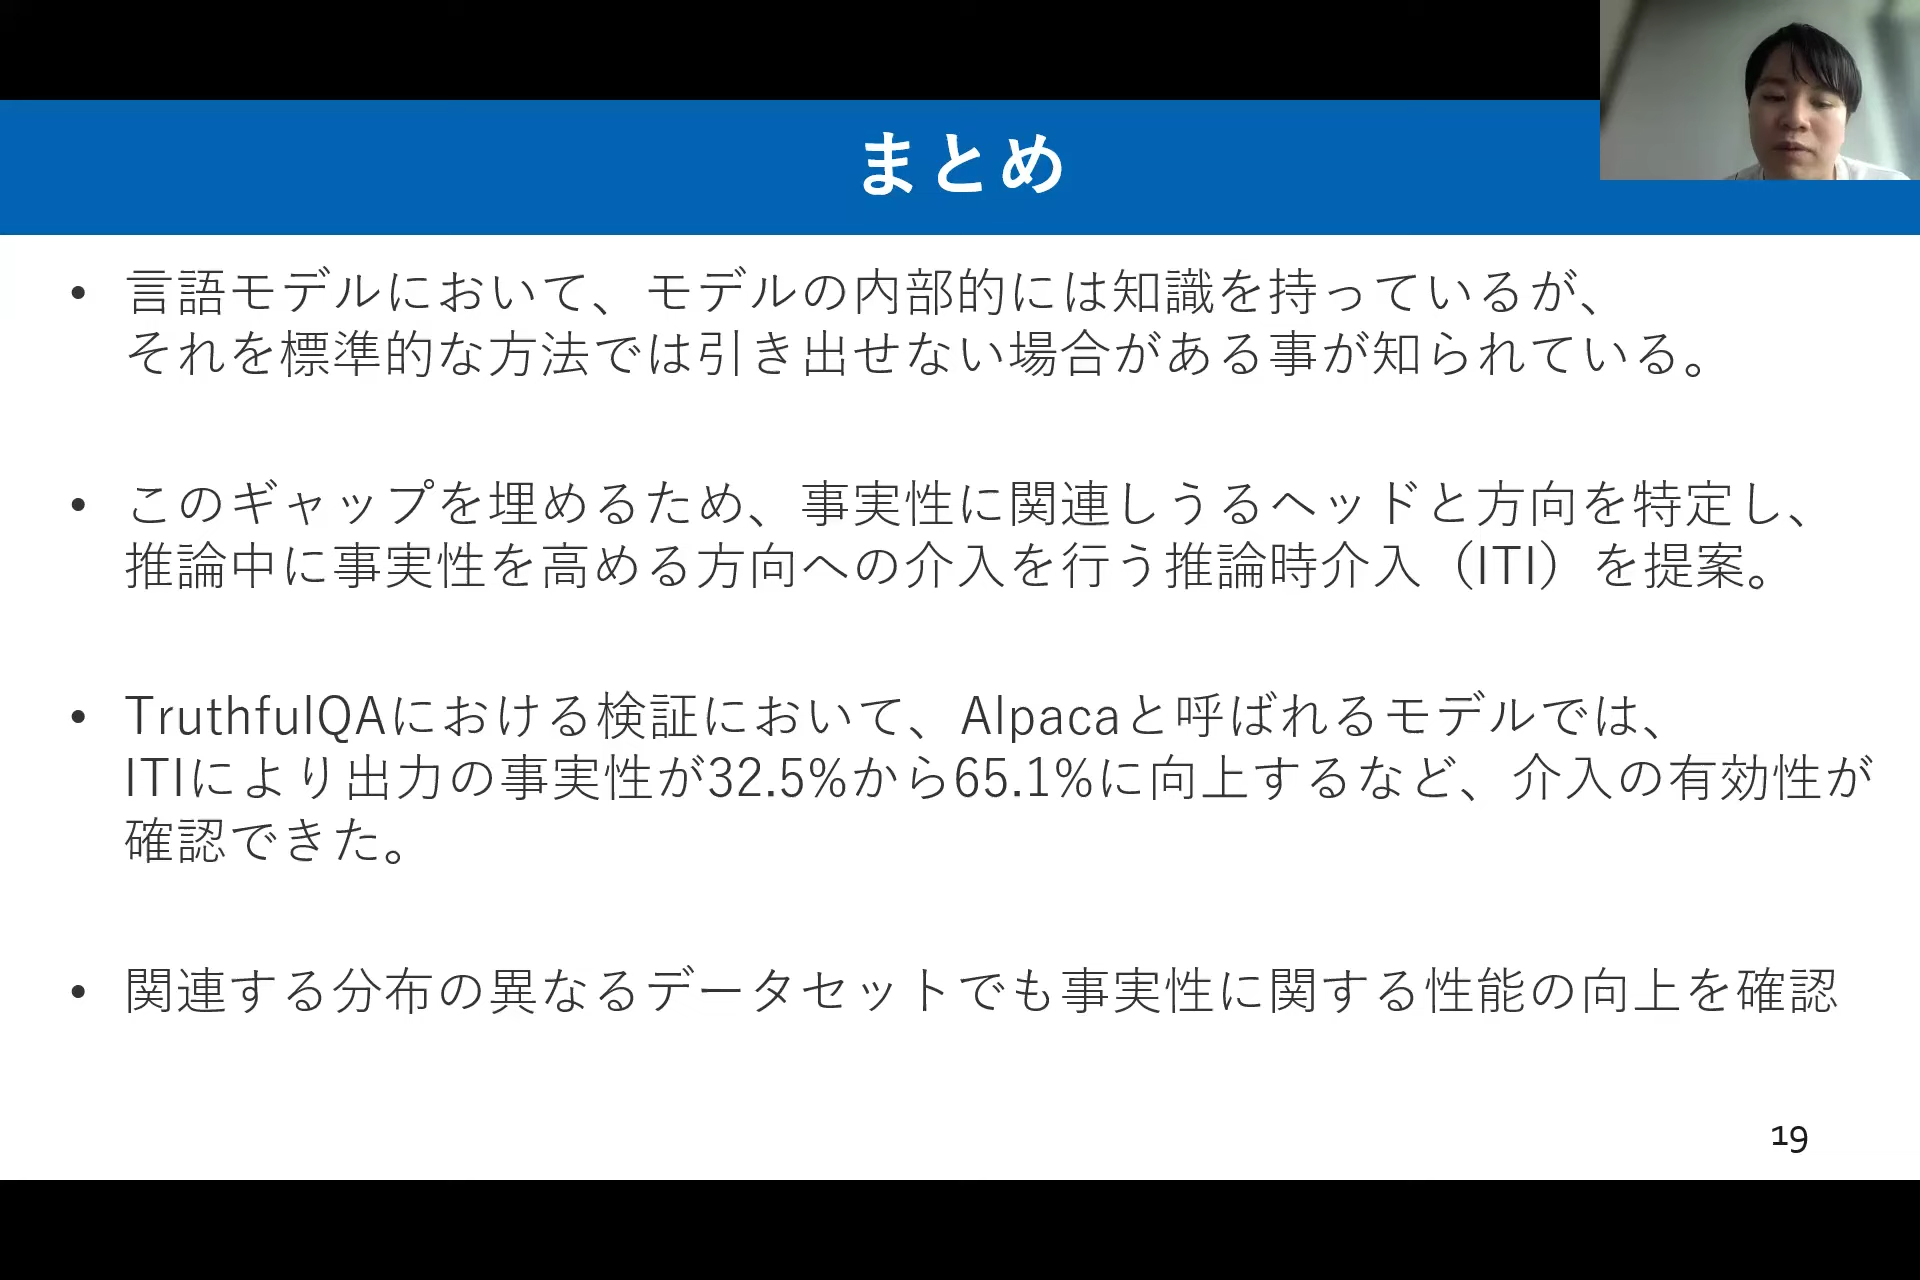 まとめ
• 言語モデルにおいて、モデルの内部的には知識を持っているが、
それを標準的な方法では引き出せない場合がある事が知られている。
• このギャップを埋めるため、事実性に関連しうるヘッドと方向を特定し、
推論中に事実性を高める方向への介入を行う推論時介入（ITI）を提案。
• TruthfulQAにおける検証において、Alpacaと呼ばれるモデルでは、
ITIにより出力の事実性が32.5%から65.1%に向上するなど、介入の有効性が
確認できた。
• 関連する分布の異なるデータセットでも事実性に関する性能の向上を確認
19